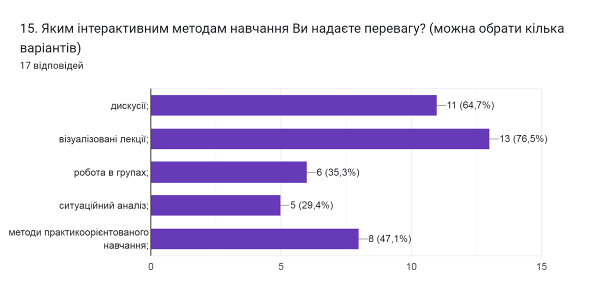 15. Яким інтерактивним методам навчання Ви надаєте перевагу? (можна обрати кілька
варіантів)
17 відповідей
дискусії;
11 (64,7%)
візуалізовані лекції;
13 (76,5%)
робота в групах;
6 (35,3%)
ситуаційний аналіз;
5 (29,4%)
методи практикоорієнтованого
навчання;
8 (47,1%)
0
5
10
15